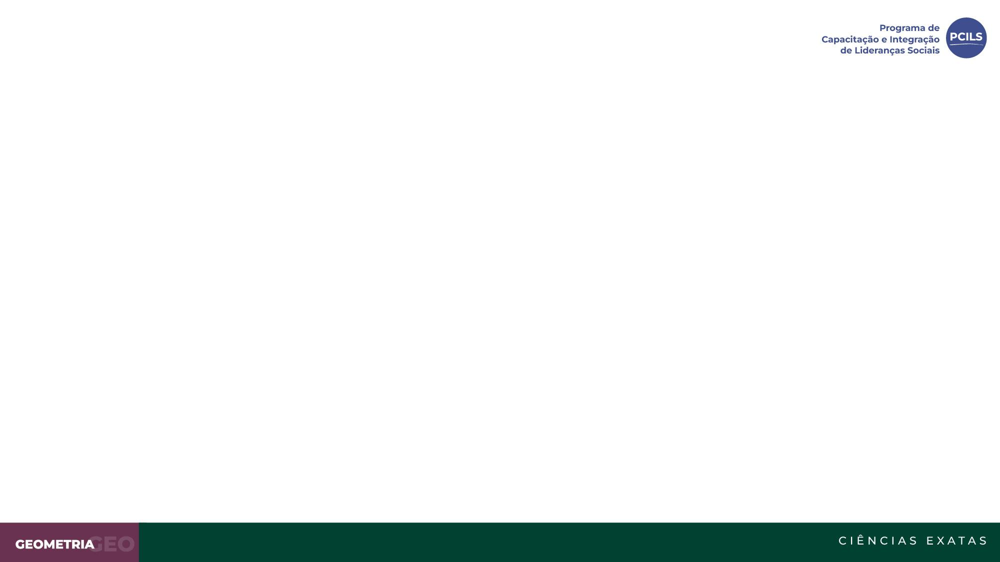 Programa de
Capacitação e Integração
de Lideranças Sociais
PCILS
GEOMETRIA
GEO
CIÊNCIAS EXATAS